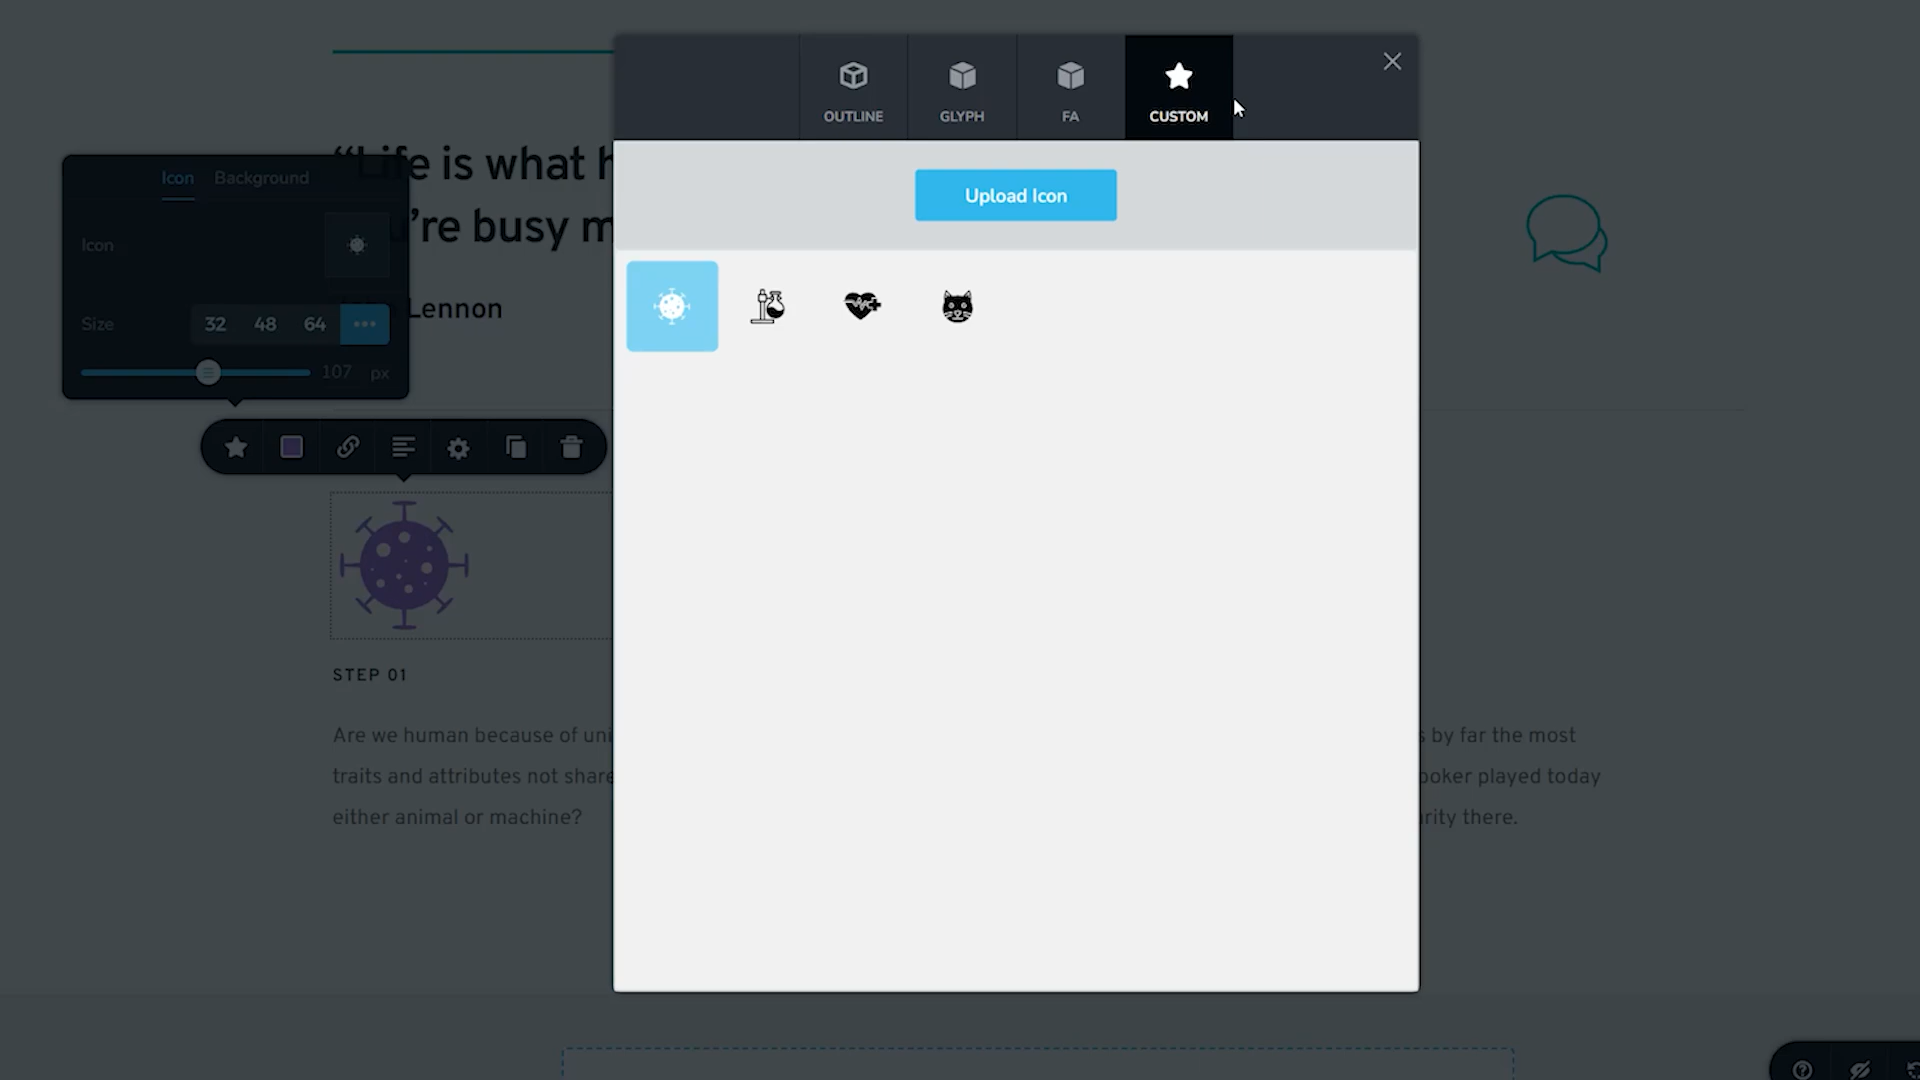 OUTLINE
GLYPH
FA
CUSTOM
Upload Icon
Icon
Background
Icon
Size
32
48
64
107
px
“Life is what h
're busy m
Lennon
STEP 01
Are we human because of uni
traits and attributes not share
either animal or machine?
by far the most
ooker played today
rity there.